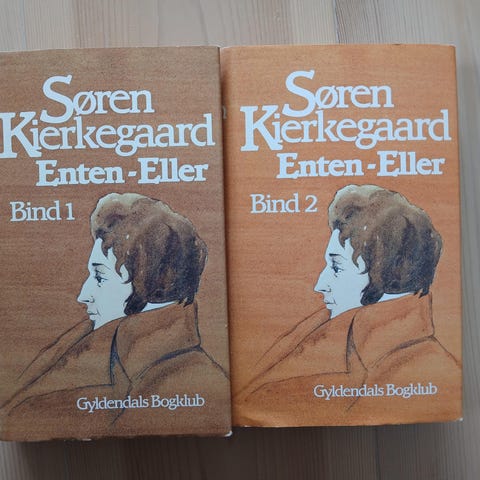 Søren
Kierkegaard
Enten-Eller
Bind 1
Gyldendals Bogklub
Søren
Kierkegaard
Enten-Eller
Bind 2
Gyldendals Bogklub